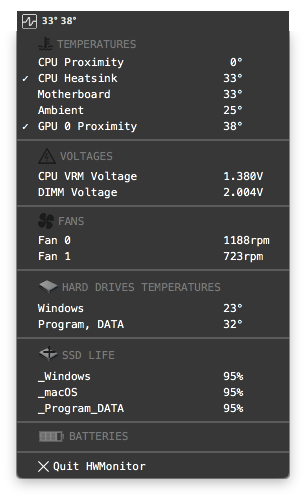 33° 38°
TEMPERATURES
CPU Proximity 0°
✓ CPU Heatsink 33°
Motherboard 33°
Ambient 25°
✓ GPU 0 Proximity 38°
VOLTAGES
CPU VRM Voltage 1.380V
DIMM Voltage 2.004V
FANS
Fan 0 1188rpm
Fan 1 723rpm
HARD DRIVES TEMPERATURES
Windows 23°
Program, DATA 32°
SSD LIFE
_Windows 95%
_macOS 95%
_Program_DATA 95%
BATTERIES
Quit HWMonitor